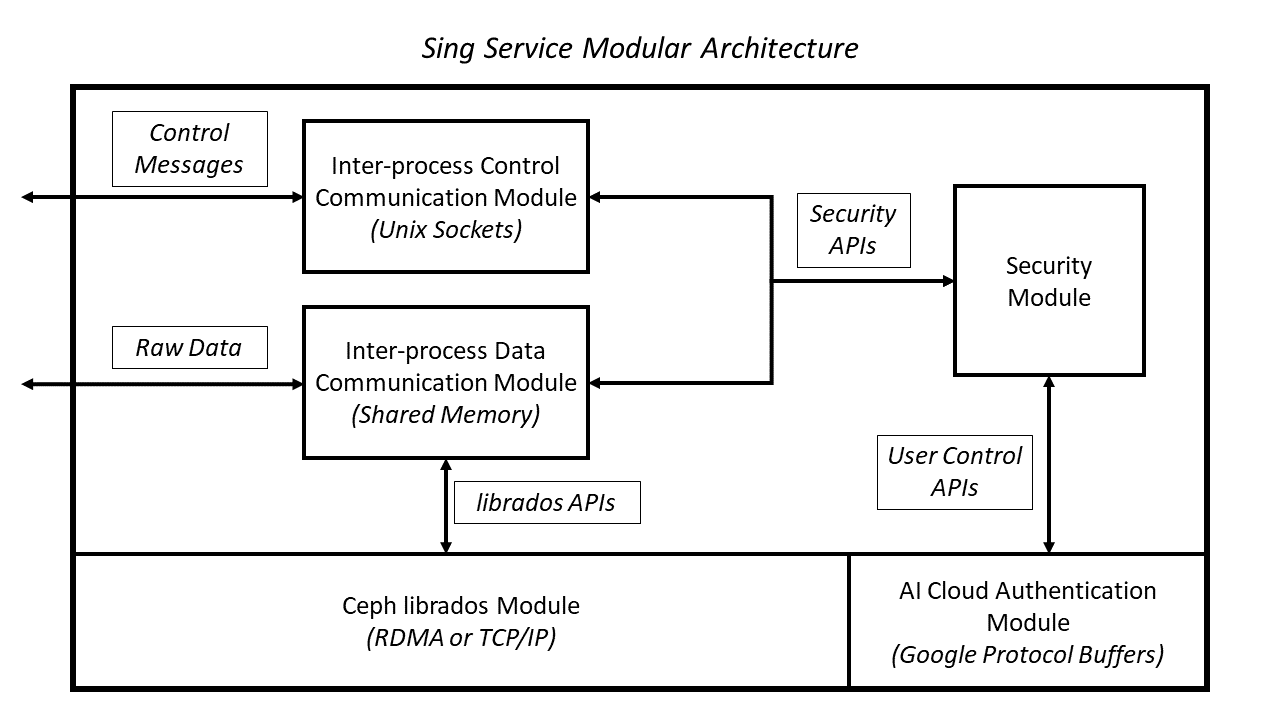 Sing Service Modular Architecture
Control
Messages
Inter-process Control
Communication Module
(Unix Sockets)
Security
APIs
Security
Module
Raw Data
Inter-process Data
Communication Module
(Shared Memory)
User Control
APIs
librados APIs
Ceph librados Module
(RDMA or TCP/IP)
AI Cloud Authentication
Module
(Google Protocol Buffers)